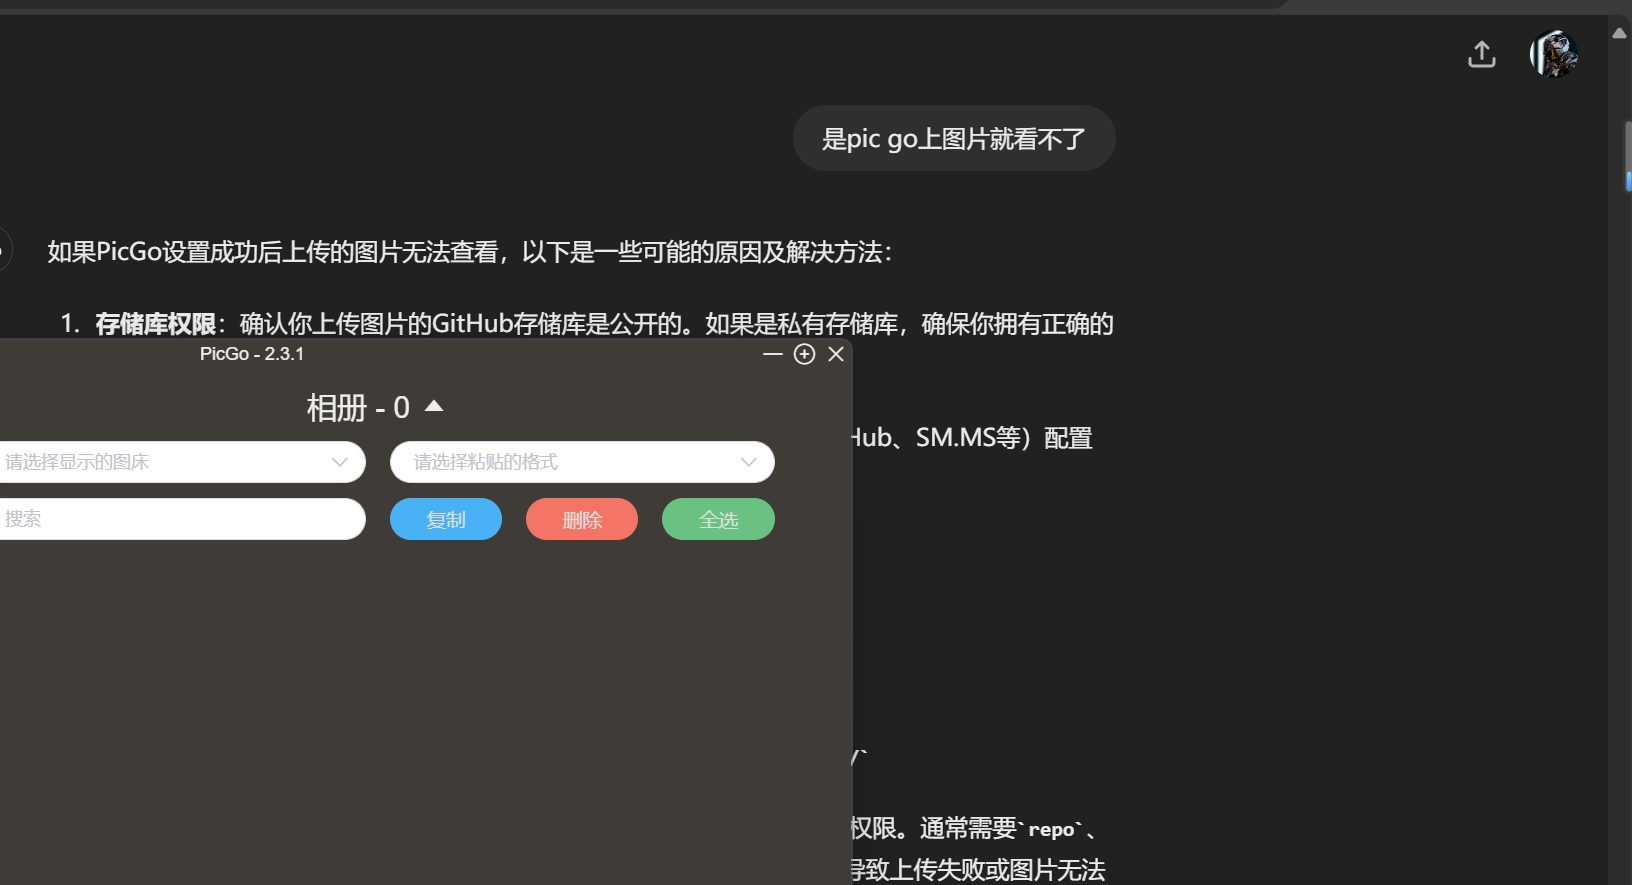 是pic go上图片就看不了
如果PicGo设置成功后上传的图片无法查看，以下是一些可能的原因及解决方法：
1. 存储库权限：确认你上传图片的GitHub存储库是公开的。如果是私有存储库，确保你拥有正确的
PicGo - 2.3.1
相册 - 0
Hub、SM.MS等）配置
请选择显示的图床
请选择粘贴的格式
搜索
复制
删除
全选
/`
权限。通常需要`repo`、
导致上传失败或图片无法